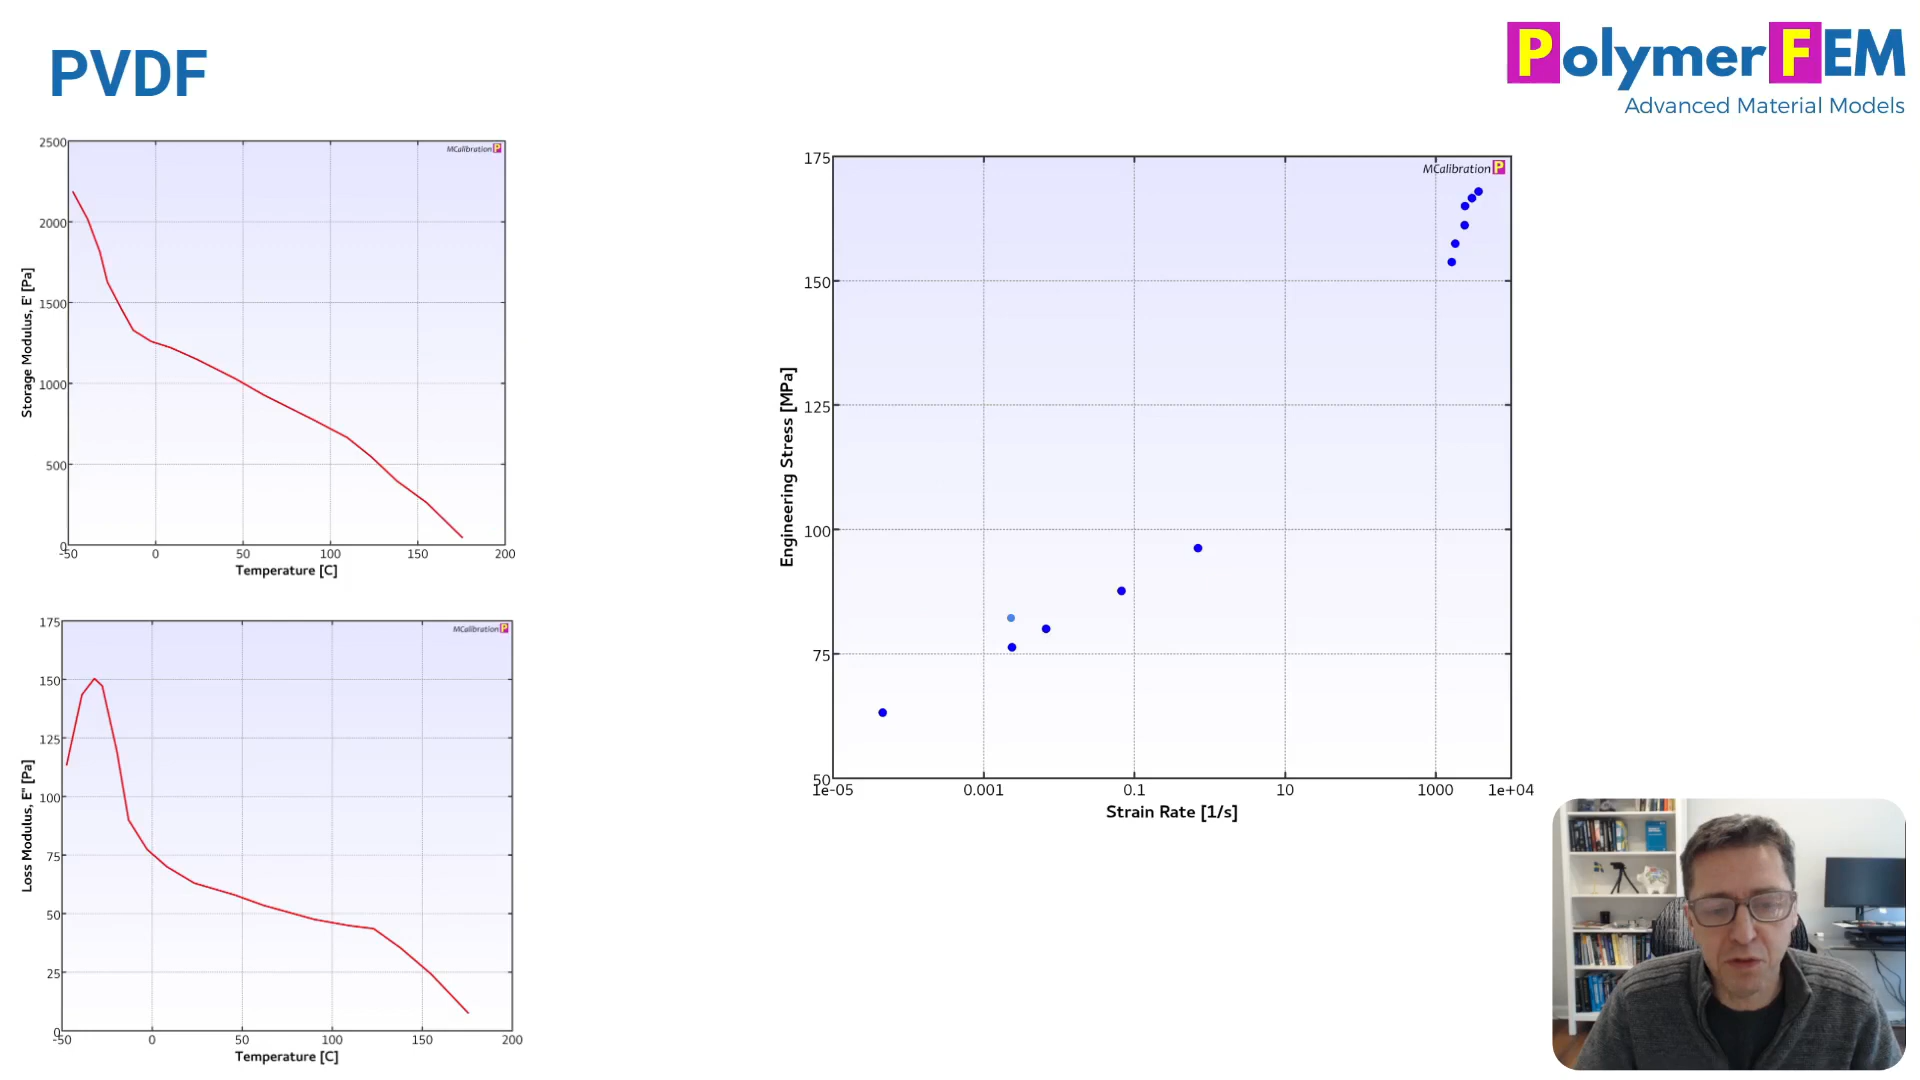 PVDF
PolymerFEM
Advanced Material Models
MCalibration P
2500
2000
1500
1000
500
0
-50
0
50
100
150
200
Storage Modulus, E' [Pa]
Temperature [C]
MCalibration P
175
150
125
100
75
50
25
0
-50
0
50
100
150
200
Loss Modulus, E" [Pa]
Temperature [C]
MCalibration P
175
150
125
100
75
50
1e-05
0.001
0.1
10
1000
1e+04
Engineering Stress [MPa]
Strain Rate [1/s]